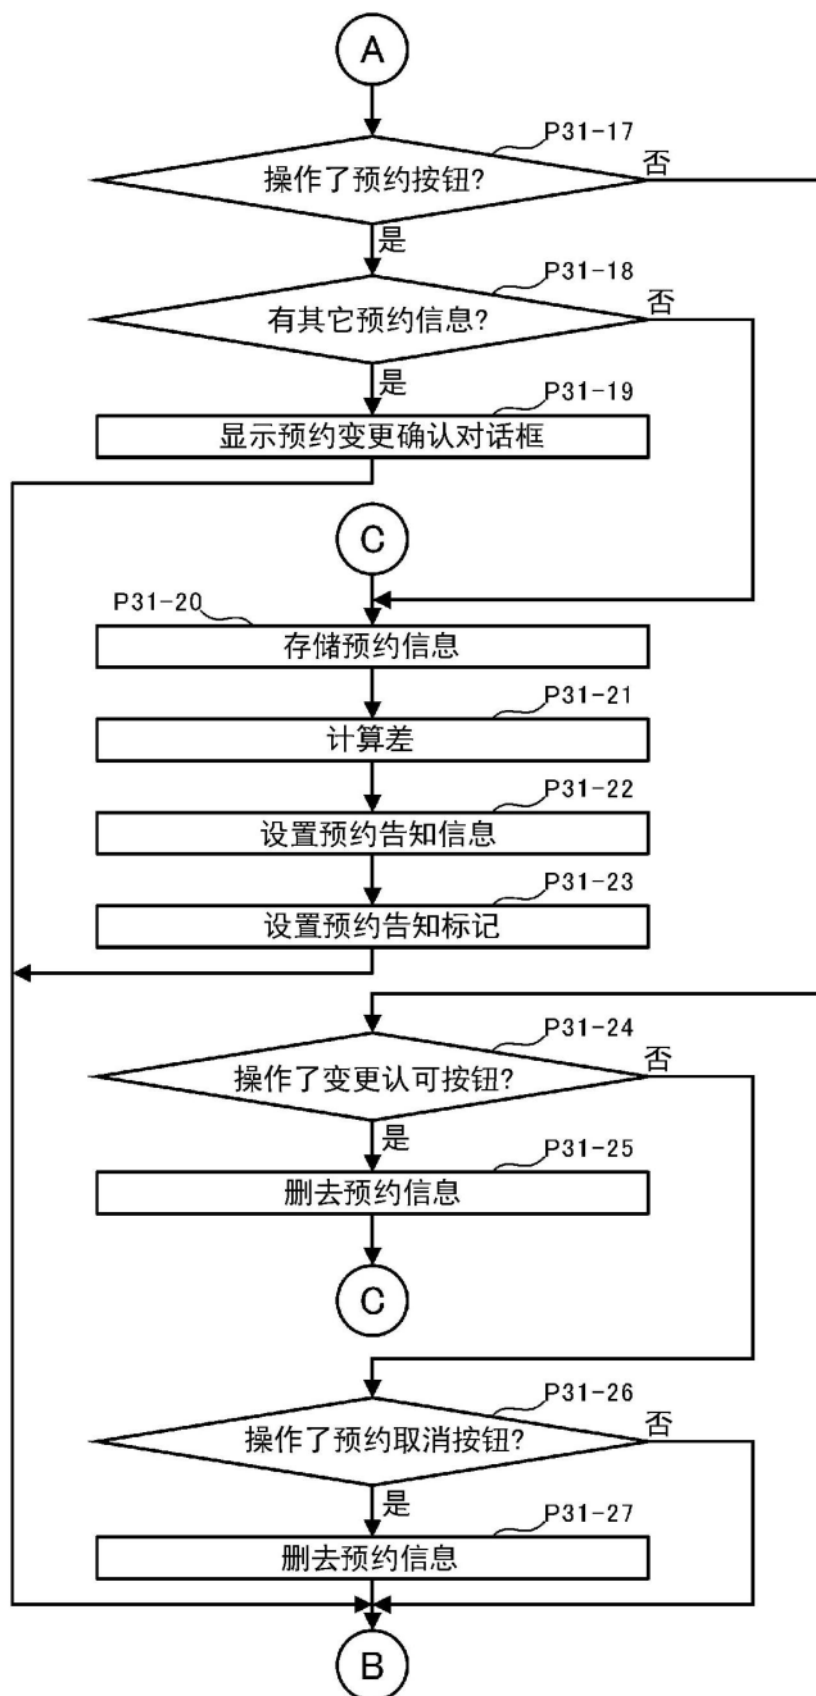 A
P31-17
操作了预约按钮?
否
是
P31-18
有其它预约信息?
否
是
P31-19
显示预约变更确认对话框
C
P31-20
存储预约信息
P31-21
计算差
P31-22
设置预约告知信息
P31-23
设置预约告知标记
P31-24
操作了变更认可按钮?
否
是
P31-25
删去预约信息
C
P31-26
操作了预约取消按钮?
否
是
P31-27
删去预约信息
B